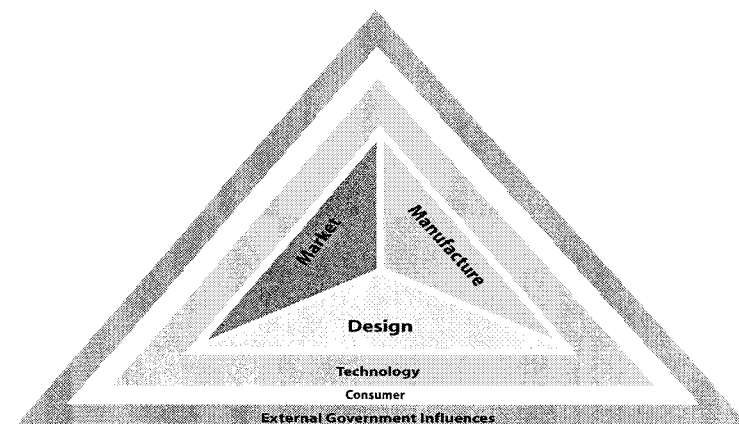 Market
Manufacture
Design
Technology
Consumer
External Government Influences